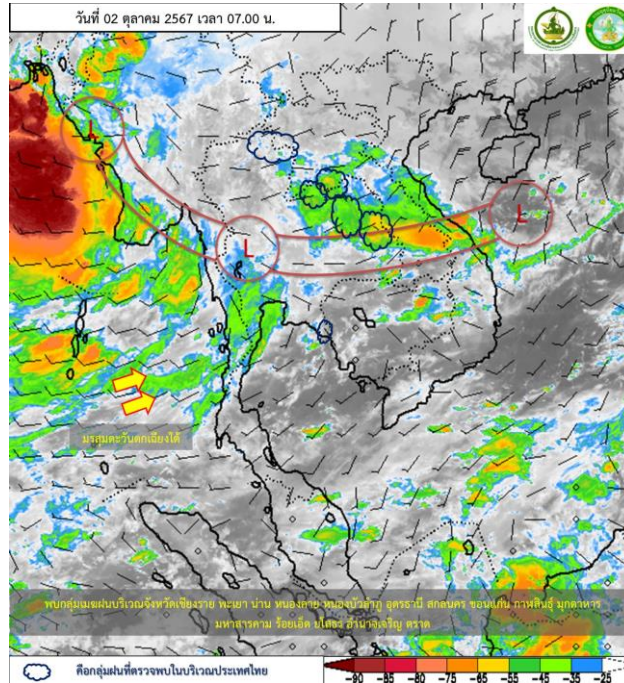 วันที่ 02 ตุลาคม 2567 เวลา 07.00 น.
L
L
L
มรสุมตะวันตกเฉียงใต้
พบกลุ่มเมฆฝนบริเวณจังหวัดเชียงราย พะเยา น่าน หนองคาย หนองบัวลำภู อุดรธานี สกลนคร ขอนแก่น กาฬสินธุ์ มุกดาหาร
มหาสารคาม ร้อยเอ็ด ยโสธร อำนาจเจริญ ตราด
คือกลุ่มฝนที่ตรวจพบในบริเวณประเทศไทย
-90 -85 -80 -75 -65 -55 -45 -35 -25